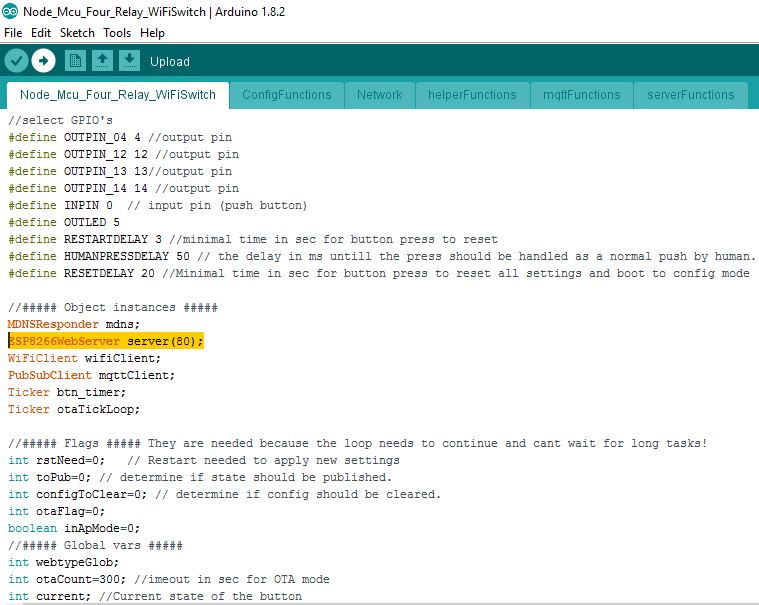 Node_Mcu_Four_Relay_WiFiSwitch | Arduino 1.8.2
File Edit Sketch Tools Help
Upload
Node_Mcu_Four_Relay_WiFiSwitch ConfigFunctions Network helperFunctions mqttFunctions serverFunctions
//select GPIO's
#define OUTPIN_04 4 //output pin
#define OUTPIN_12 12 //output pin
#define OUTPIN_13 13//output pin
#define OUTPIN_14 14 //output pin
#define INPIN 0  // input pin (push button)
#define OUTLED 5
#define RESTARTDELAY 3 //minimal time in sec for button press to reset
#define HUMANPRESSDELAY 50 // the delay in ms untill the press should be handled as a normal push by human.
#define RESETDELAY 20 //Minimal time in sec for button press to reset all settings and boot to config mode
//##### Object instances #####
MDNSResponder mdns;
ESP8266WebServer server(80);
WiFiClient wifiClient;
PubSubClient mqttClient;
Ticker btn_timer;
Ticker otaTickLoop;
//##### Flags ##### They are needed because the loop needs to continue and cant wait for long tasks!
int rstNeed=0;   // Restart needed to apply new settings
int toPub=0; // determine if state should be published.
int configToClear=0; // determine if config should be cleared.
int otaFlag=0;
boolean inApMode=0;
//##### Global vars #####
int webtypeGlob;
int otaCount=300; //imeout in sec for OTA mode
int current; //Current state of the button